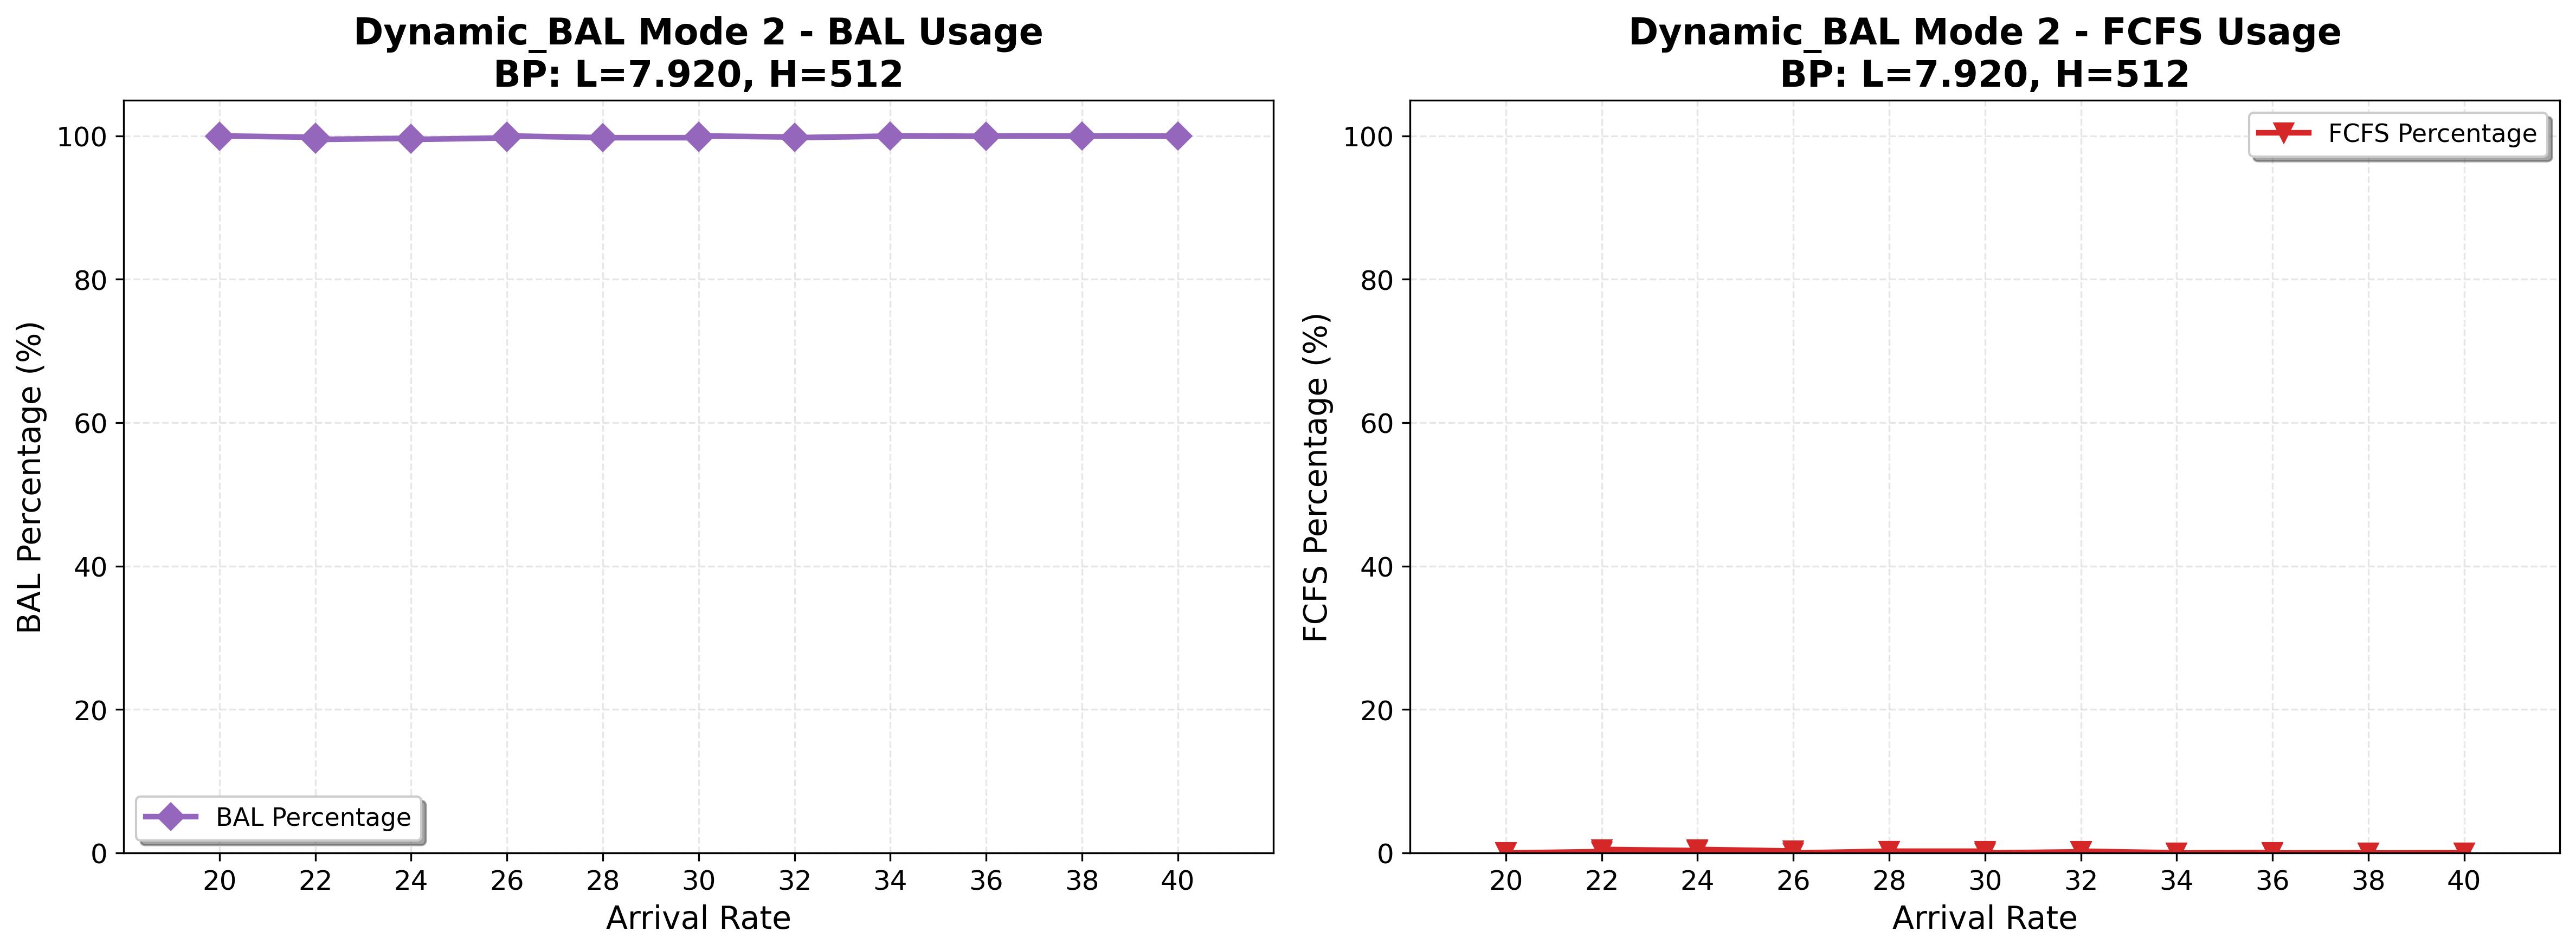 Dynamic_BAL Mode 2 - BAL Usage
BP: L=7.920, H=512
BAL Percentage (%)
100
80
60
40
20
0
BAL Percentage
20 22 24 26 28 30 32 34 36 38 40
Arrival Rate
Dynamic_BAL Mode 2 - FCFS Usage
BP: L=7.920, H=512
FCFS Percentage (%)
100
80
60
40
20
0
FCFS Percentage
20 22 24 26 28 30 32 34 36 38 40
Arrival Rate